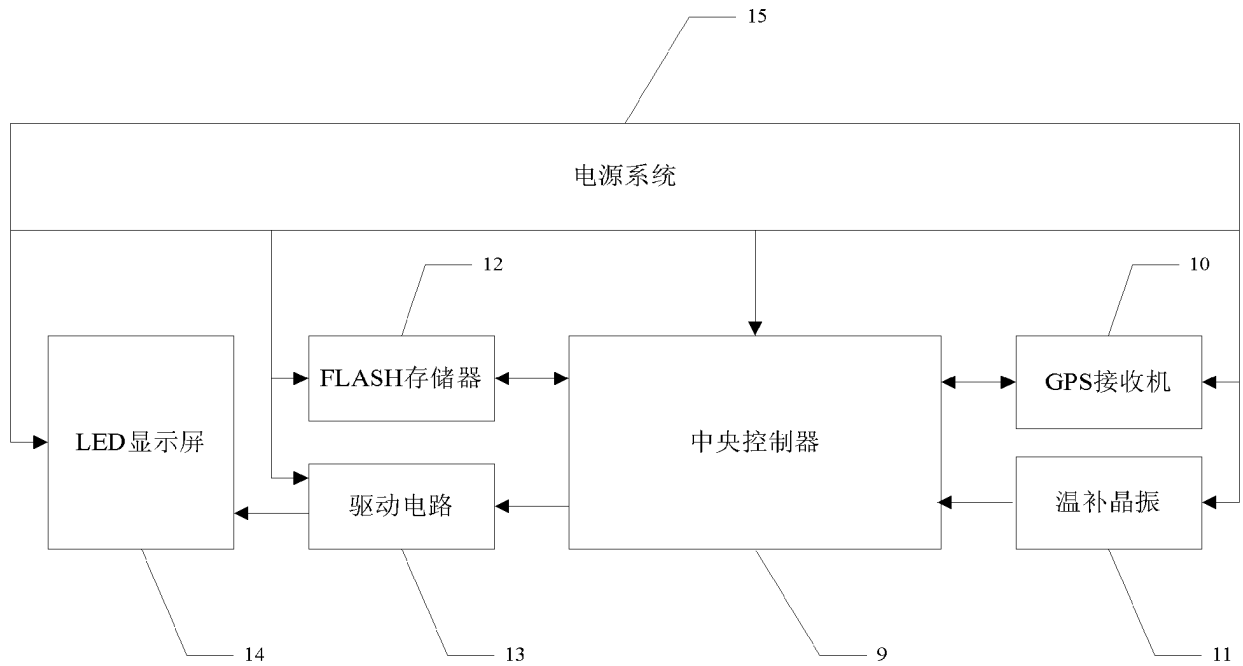 15
电源系统
12
10
FLASH存储器
GPS接收机
LED显示屏
中央控制器
驱动电路
温补晶振
14
13
9
11